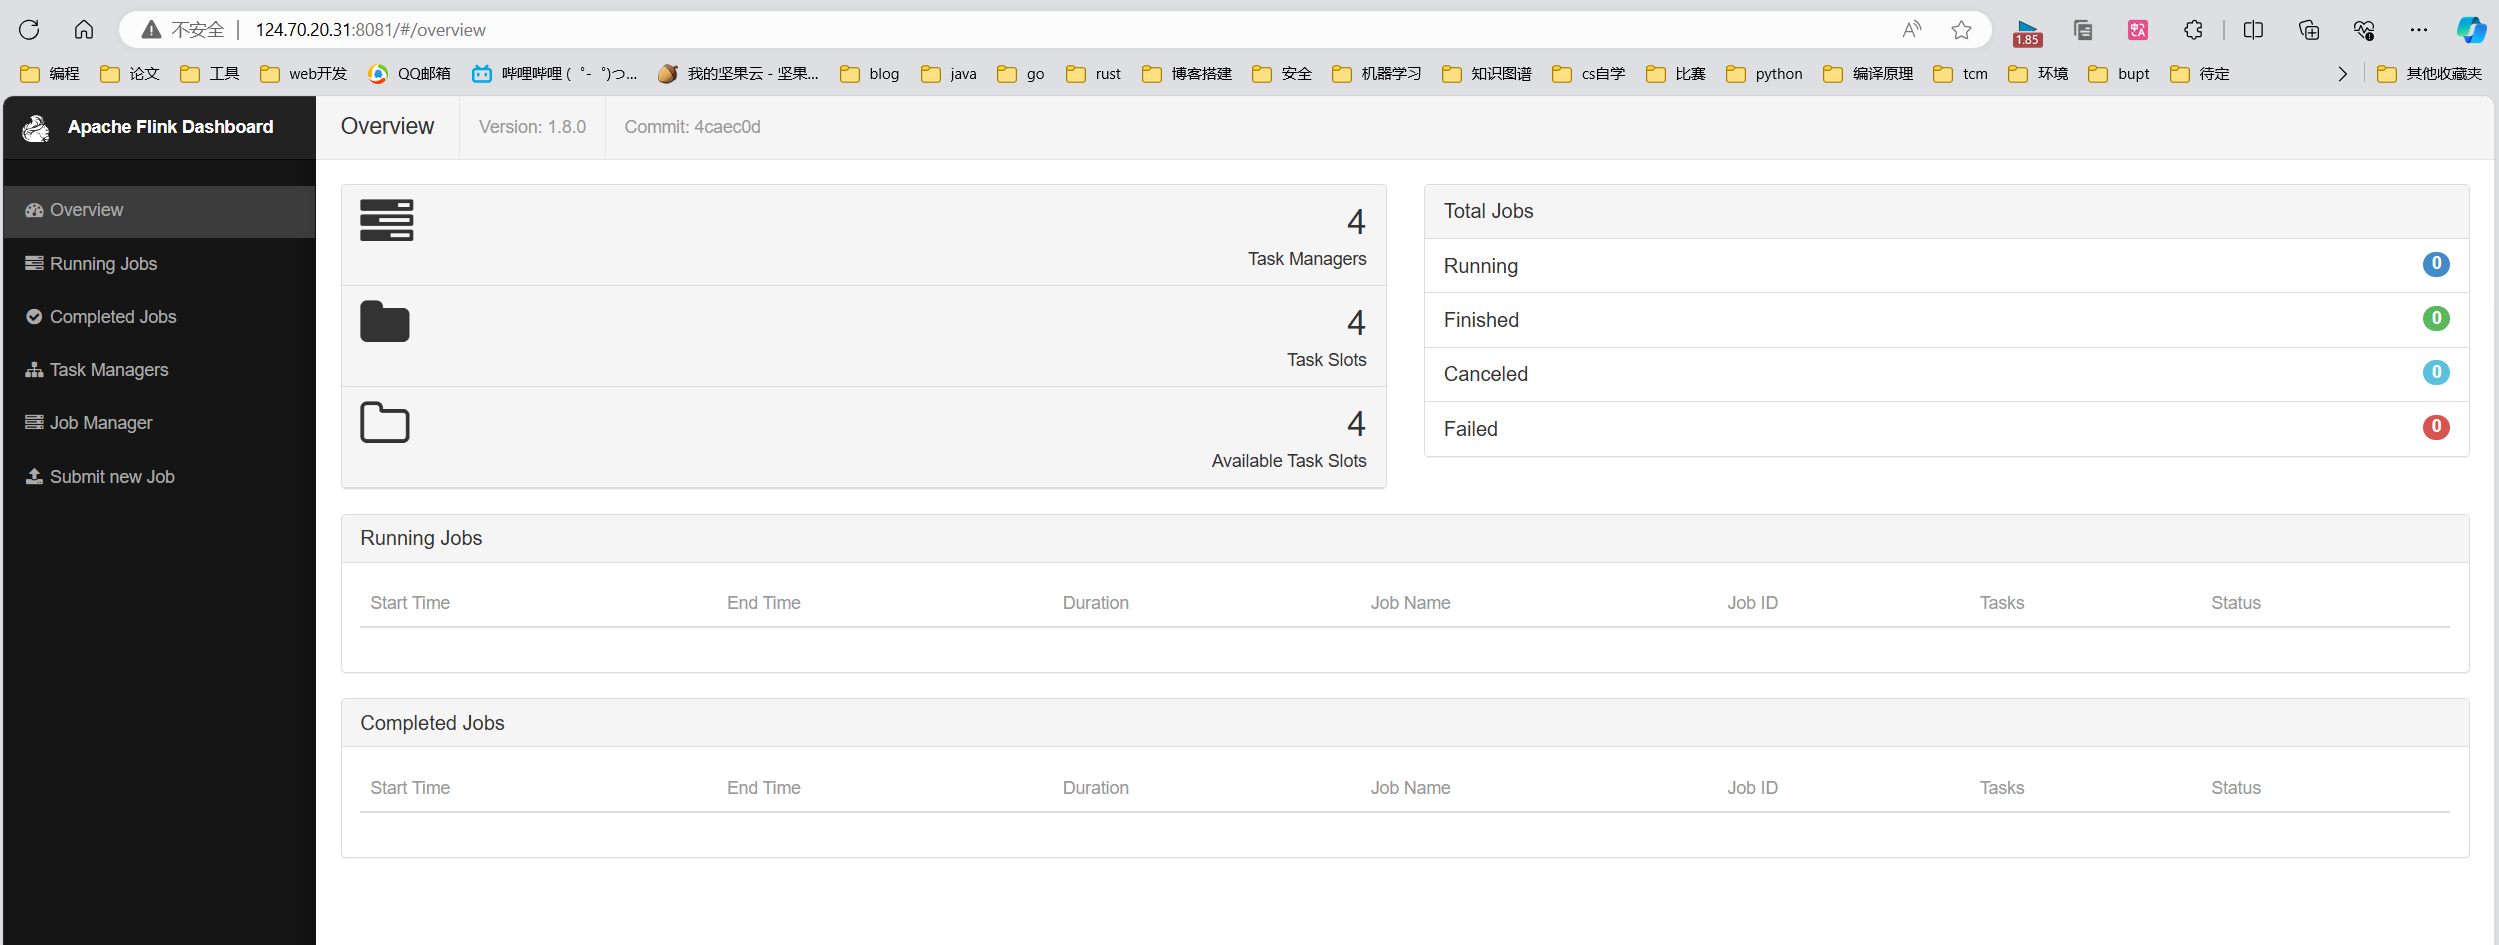 不安全 124.70.20.31:8081/#/overview
1.85
编程 论文 工具 web开发 QQ邮箱 哔哩哔哩 (゜-゜)つ... 我的坚果云 - 坚果... blog java go rust 博客搭建 安全 机器学习 知识图谱 cs自学 比赛 python 编译原理 tcm 环境 bupt 待定 其他收藏夹
Apache Flink Dashboard
Overview Version: 1.8.0 Commit: 4caec0d
Overview
Running Jobs
Completed Jobs
Task Managers
Job Manager
Submit new Job
4
Task Managers
4
Task Slots
4
Available Task Slots
Total Jobs
Running 0
Finished 0
Canceled 0
Failed 0
Running Jobs
Start Time End Time Duration Job Name Job ID Tasks Status
Completed Jobs
Start Time End Time Duration Job Name Job ID Tasks Status